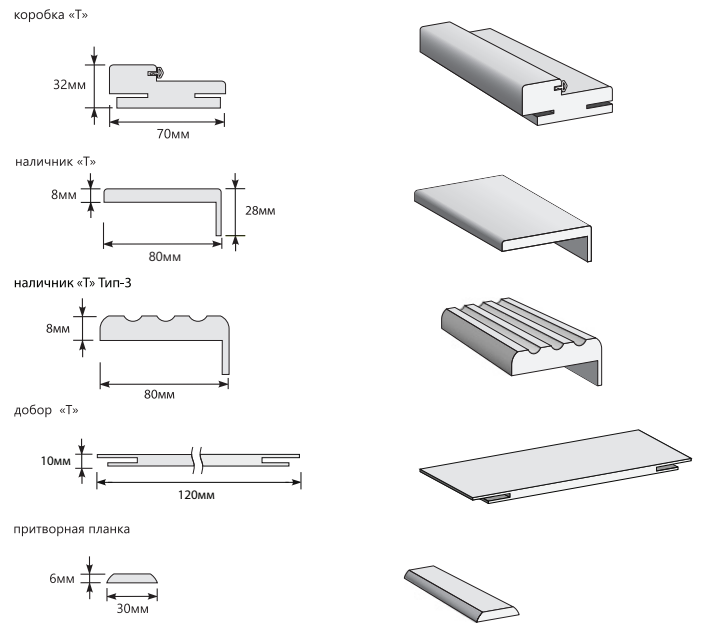 коробка «Т»
32мм
70мм
наличник «Т»
8мм
28мм
80мм
наличник «Т» Тип-3
8мм
80мм
добор «Т»
10мм
120мм
притворная планка
6мм
30мм